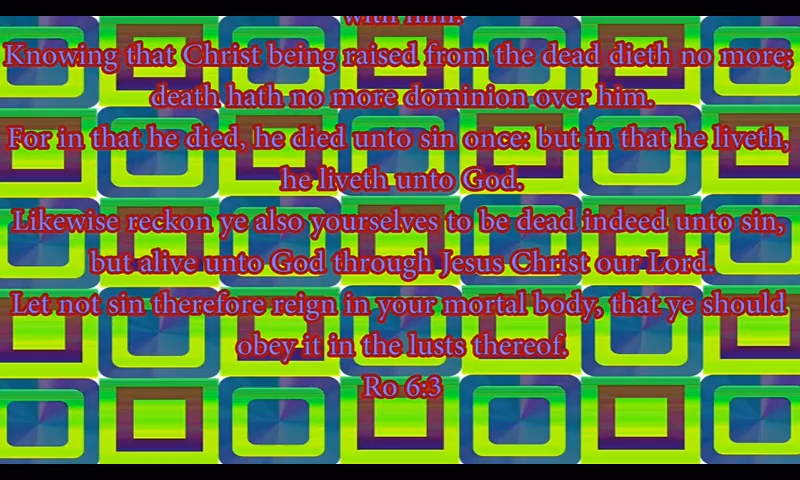 with him:
Knowing that Christ being raised from the dead dieth no more;
death hath no more dominion over him.
For in that he died, he died unto sin once: but in that he liveth,
he liveth unto God.
Likewise reckon ye also yourselves to be dead indeed unto sin,
but alive unto God through Jesus Christ our Lord.
Let not sin therefore reign in your mortal body, that ye should
obey it in the lusts thereof.
Ro 6:3